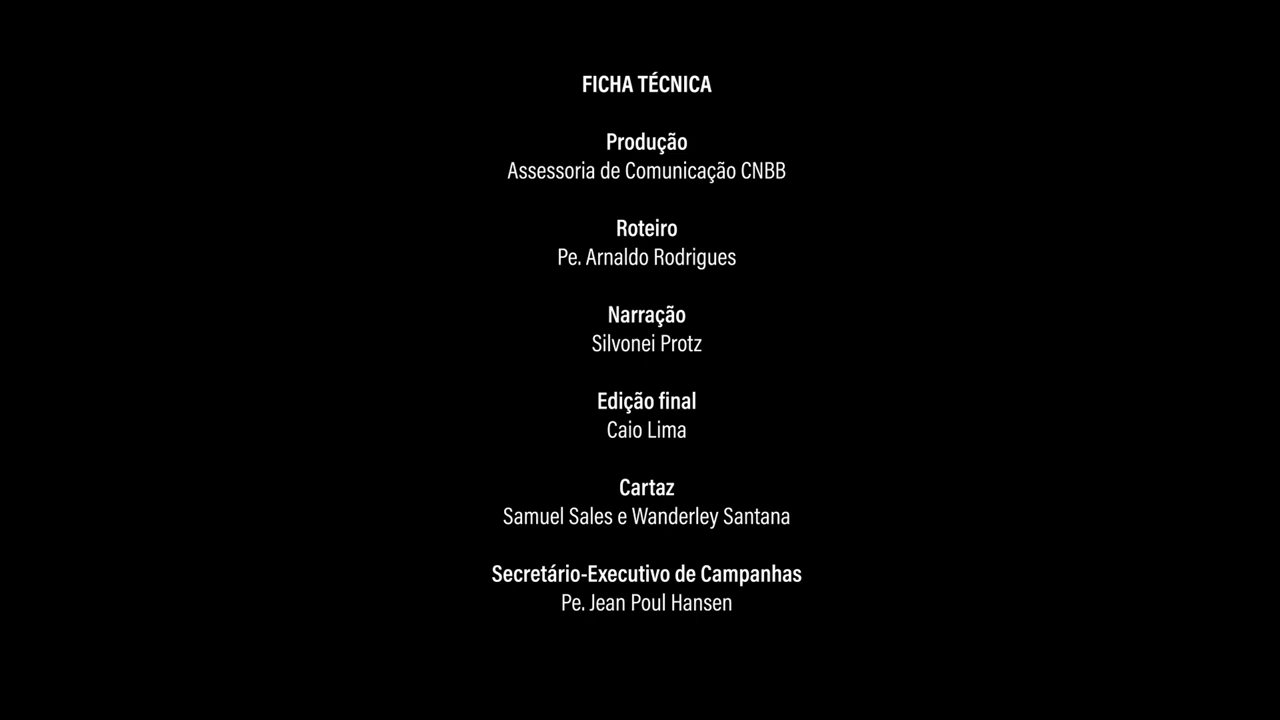 FICHA TÉCNICA
Produção
Assessoria de Comunicação CNBB
Roteiro
Pe. Arnaldo Rodrigues
Narração
Silvonei Protz
Edição final
Caio Lima
Cartaz
Samuel Sales e Wanderley Santana
Secretário-Executivo de Campanhas
Pe. Jean Poul Hansen